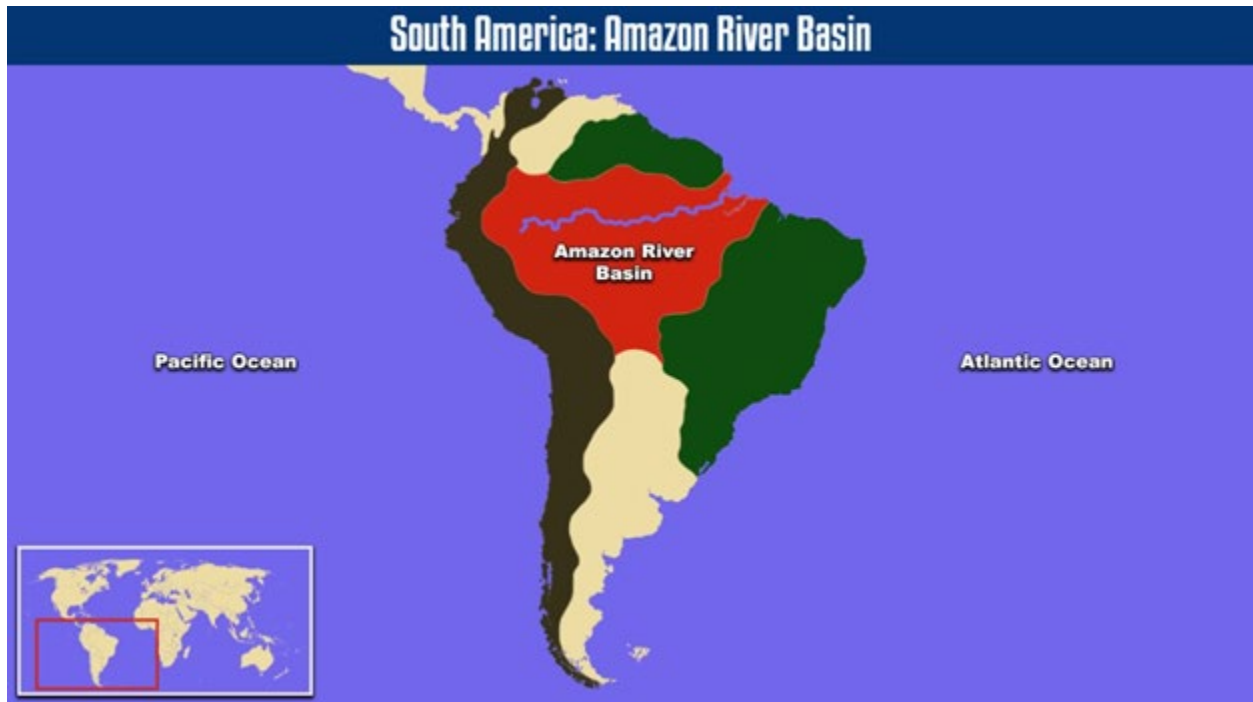 South America: Amazon River Basin
Amazon River
Basin
Pacific Ocean
Atlantic Ocean